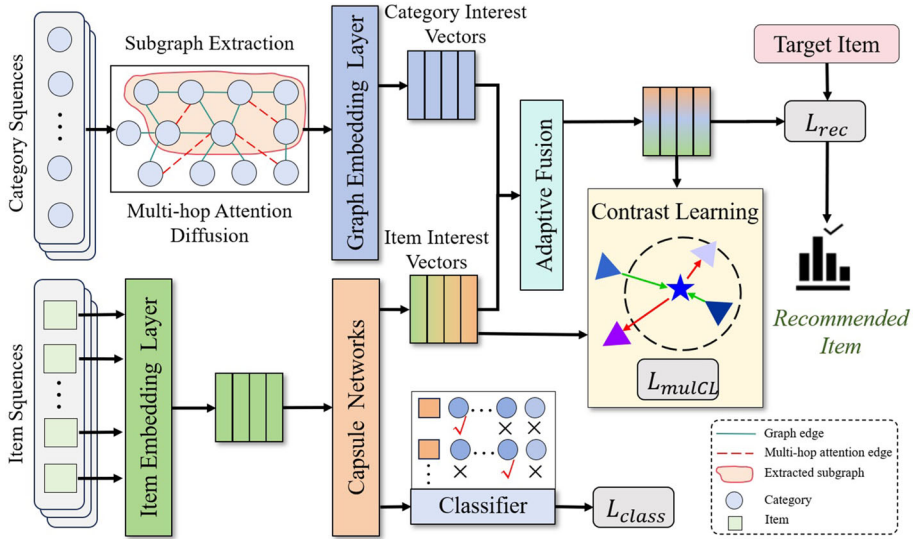 Category Squences
Subgraph Extraction
Multi-hop Attention
Diffusion
Graph Embedding Layer
Category Interest
Vectors
Item Interest
Vectors
Adaptive Fusion
Target Item
L_rec
Contrast Learning
L_mulCL
Recommended
Item
Item Squences
Item Embedding Layer
Capsule Networks
Classifier
L_class
Graph edge
Multi-hop attention edge
Extracted subgraph
Category
Item